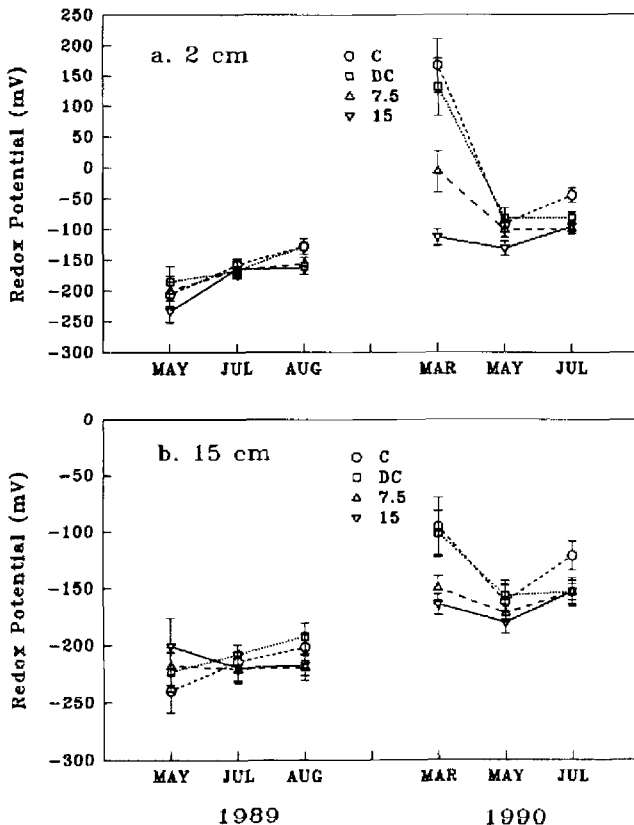 250
200
150
100
50
0
-50
-100
-150
-200
-250
-300
Redox Potential (mV)
a. 2 cm
C
DC
7.5
15
MAY JUL AUG MAR MAY JUL
0
-50
-100
-150
-200
-250
-300
Redox Potential (mV)
b. 15 cm
C
DC
7.5
15
MAY JUL AUG MAR MAY JUL
1989 1990